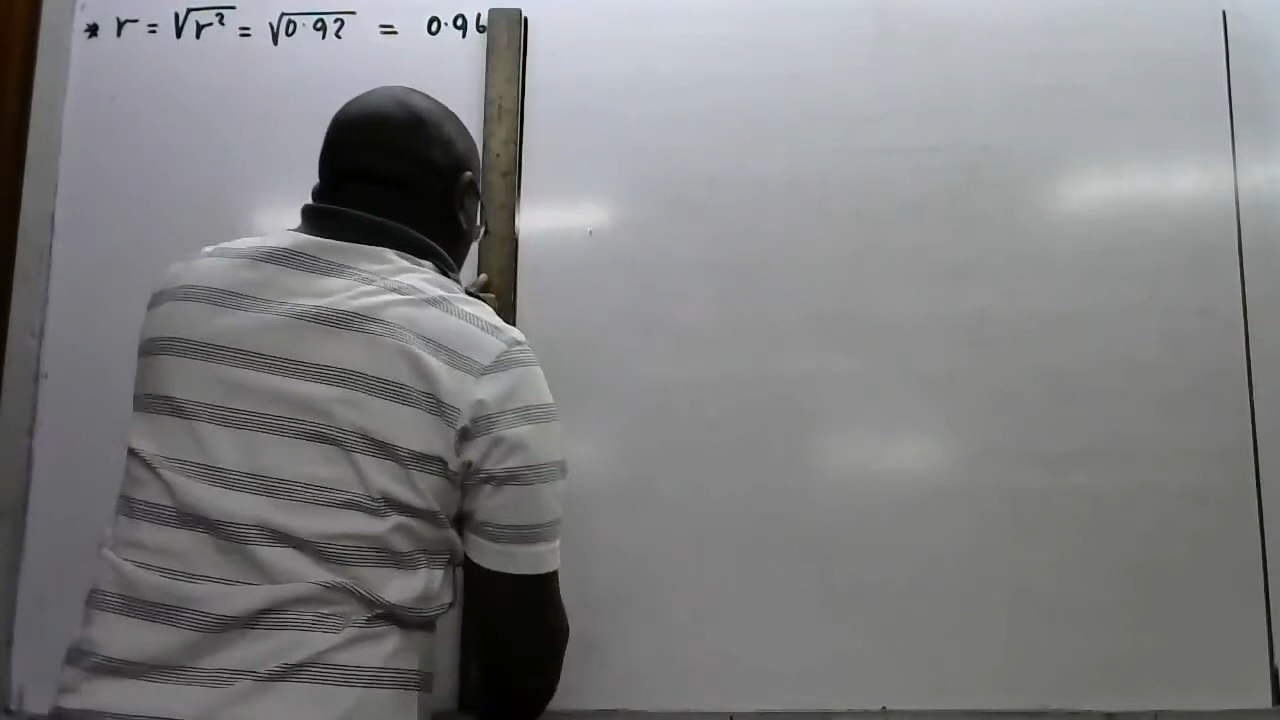 * r = √r² = √0.92 = 0.96